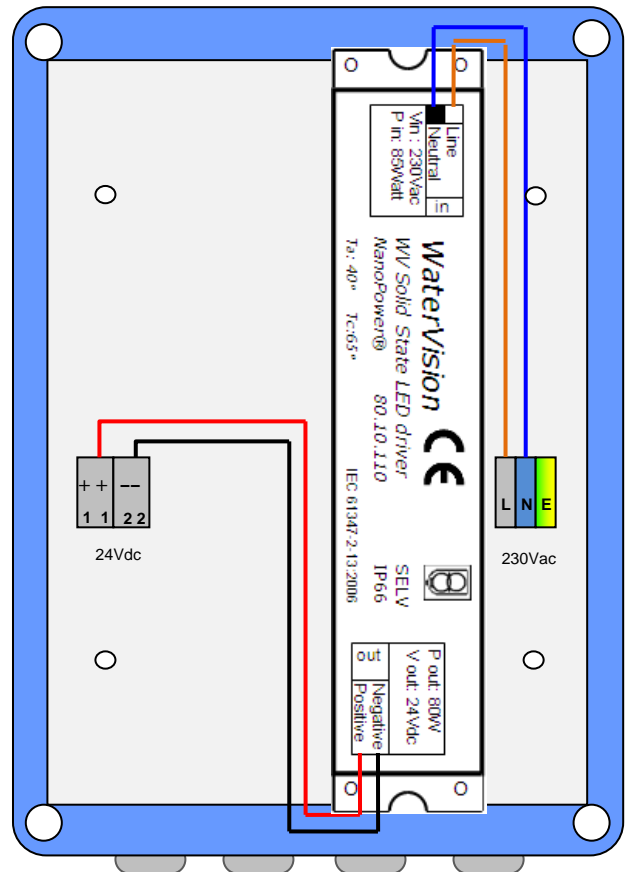 Line
Neutral
in
Vin : 230Vac
P in: 85Watt
WaterVision
WV Solid State LED driver
NanoPower® 80.10.110
Ta: 40° Tc:65°
CE
IEC 61347-2-13:2006
SELV
IP66
P out: 80W
V out: 24Vdc
out
Negative
Positive
+ + --
1 1 2 2
24Vdc
L N E
230Vac